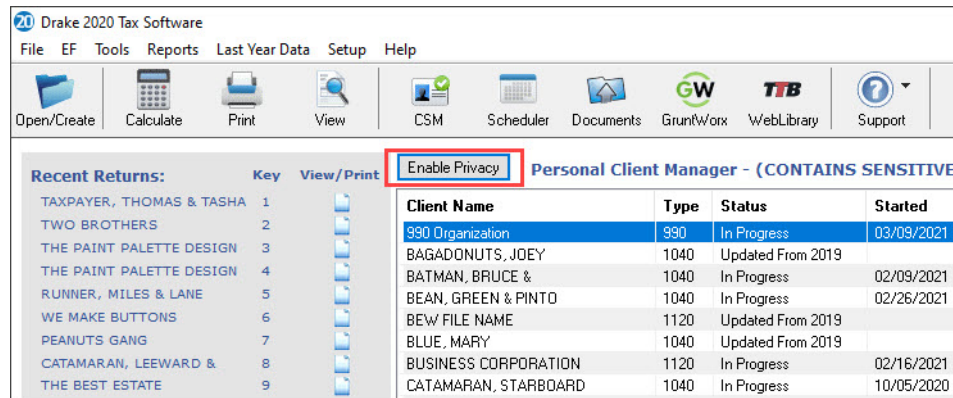 20 Drake 2020 Tax Software
File EF Tools Reports Last Year Data Setup Help
GW TTB ?
Open/Create Calculate Print View CSM Scheduler Documents GruntWorx WebLibrary Support
Enable Privacy Personal Client Manager - (CONTAINS SENSITIVE
Recent Returns: Key View/Print
TAXPAYER, THOMAS & TASHA 1
TWO BROTHERS 2
THE PAINT PALETTE DESIGN 3
THE PAINT PALETTE DESIGN 4
RUNNER, MILES & LANE 5
WE MAKE BUTTONS 6
PEANUTS GANG 7
CATAMARAN, LEEWARD & 8
THE BEST ESTATE 9
Client Name Type Status Started
990 Organization 990 In Progress 03/09/2021
BAGADONUTS, JOEY 1040 Updated From 2019
BATMAN, BRUCE & 1040 In Progress 02/09/2021
BEAN, GREEN & PINTO 1040 In Progress 02/26/2021
BEW FILE NAME 1120 Updated From 2019
BLUE, MARY 1040 Updated From 2019
BUSINESS CORPORATION 1120 In Progress 02/16/2021
CATAMARAN, STARBOARD 1040 In Progress 10/05/2020